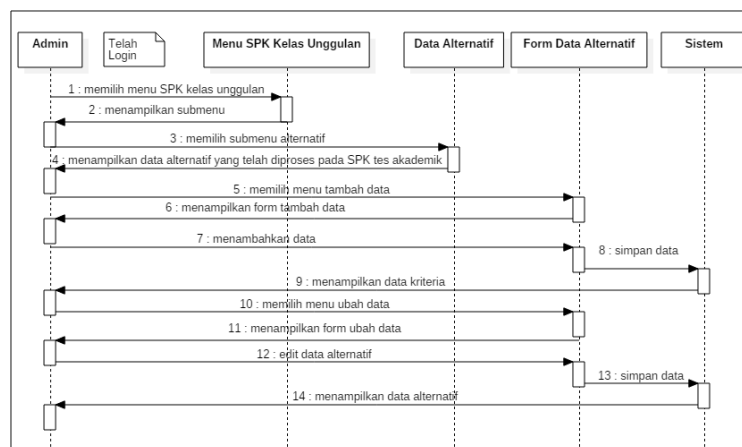 Admin
Telah
Login
Menu SPK Kelas Unggulan
Data Alternatif
Form Data Alternatif
Sistem
1 : memilih menu SPK kelas unggulan
2 : menampilkan submenu
3 : memilih submenu alternatif
4 : menampilkan data alternatif yang telah diproses pada SPK tes akademik
5 : memilih menu tambah data
6 : menampilkan form tambah data
7 : menambahkan data
8 : simpan data
9 : menampilkan data kriteria
10 : memilih menu ubah data
11 : menampilkan form ubah data
12 : edit data alternatif
13 : simpan data
14 : menampilkan data alternatif